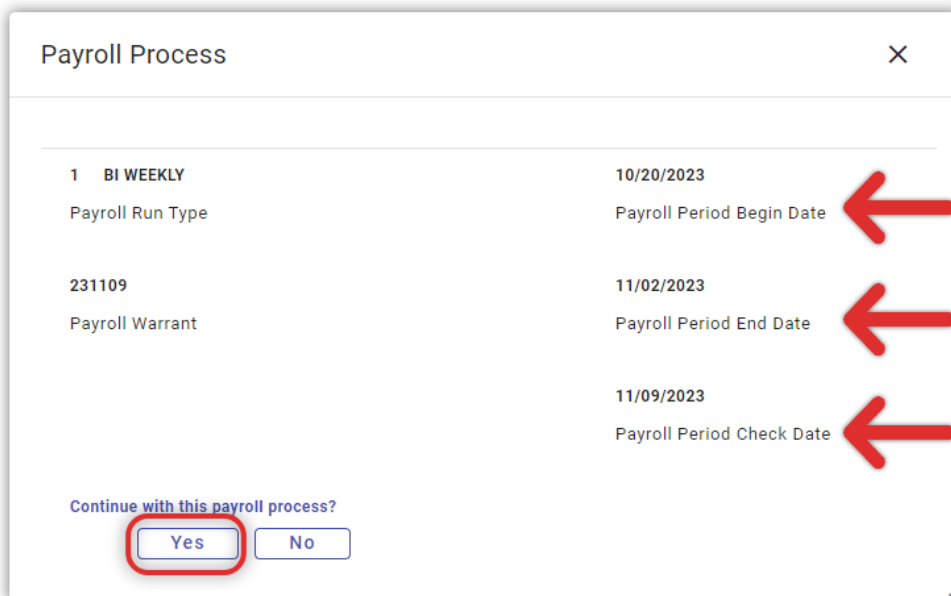 Payroll Process
1 BI WEEKLY
10/20/2023
Payroll Run Type
Payroll Period Begin Date
231109
11/02/2023
Payroll Warrant
Payroll Period End Date
11/09/2023
Payroll Period Check Date
Continue with this payroll process?
Yes
No